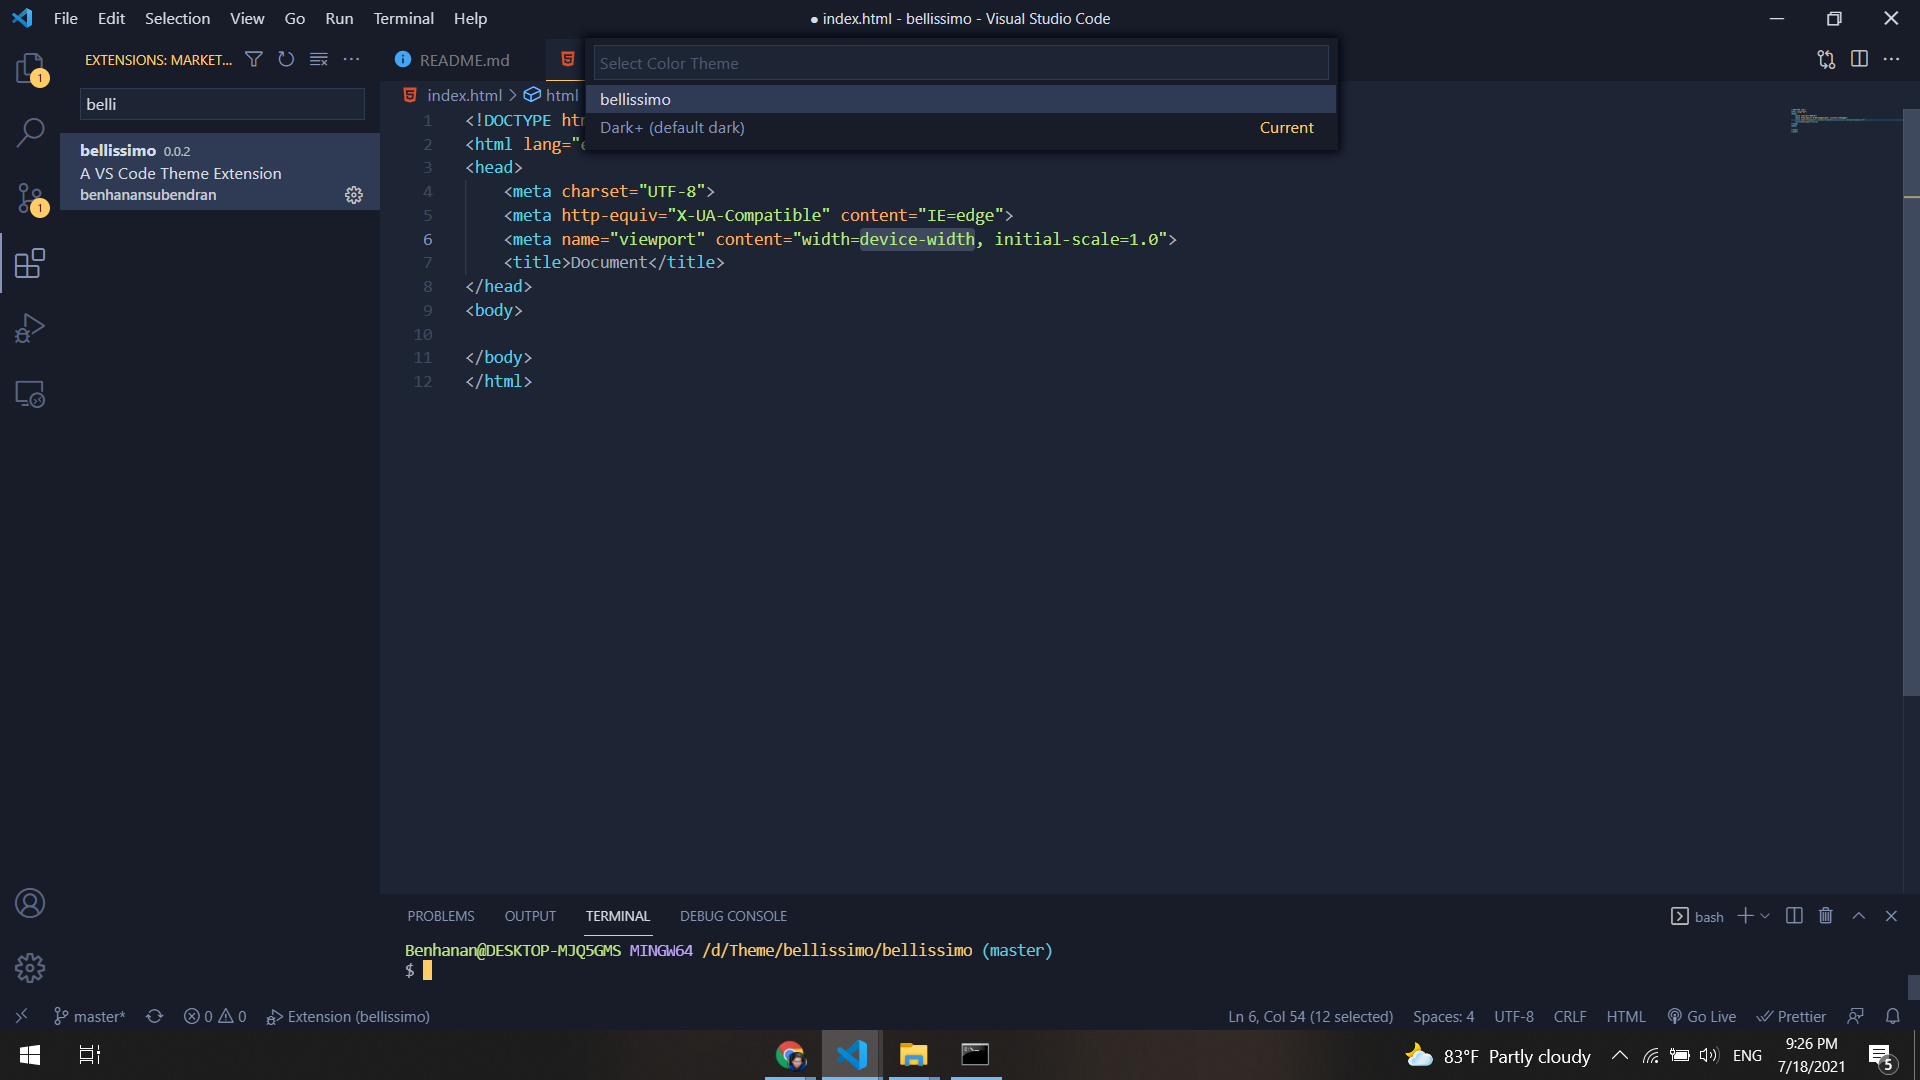 File Edit Selection View Go Run Terminal Help
● index.html - bellissimo - Visual Studio Code
EXTENSIONS: MARKET...
belli
bellissimo 0.0.2
A VS Code Theme Extension
benhanansubendran
1
1
README.md
Select Color Theme
bellissimo
Dark+ (default dark) Current
index.html > html
1 <!DOCTYPE ht
2 <html lang="e
3 <head>
4 <meta charset="UTF-8">
5 <meta http-equiv="X-UA-Compatible" content="IE=edge">
6 <meta name="viewport" content="width=device-width, initial-scale=1.0">
7 <title>Document</title>
8 </head>
9 <body>
10
11 </body>
12 </html>
PROBLEMS OUTPUT TERMINAL DEBUG CONSOLE
bash
Benhanan@DESKTOP-MJQ5GMS MINGW64 /d/Theme/bellissimo/bellissimo (master)
$
master* 0 0 Extension (bellissimo)
Ln 6, Col 54 (12 selected) Spaces: 4 UTF-8 CRLF HTML Go Live Prettier
83°F Partly cloudy ENG
9:26 PM
7/18/2021
5